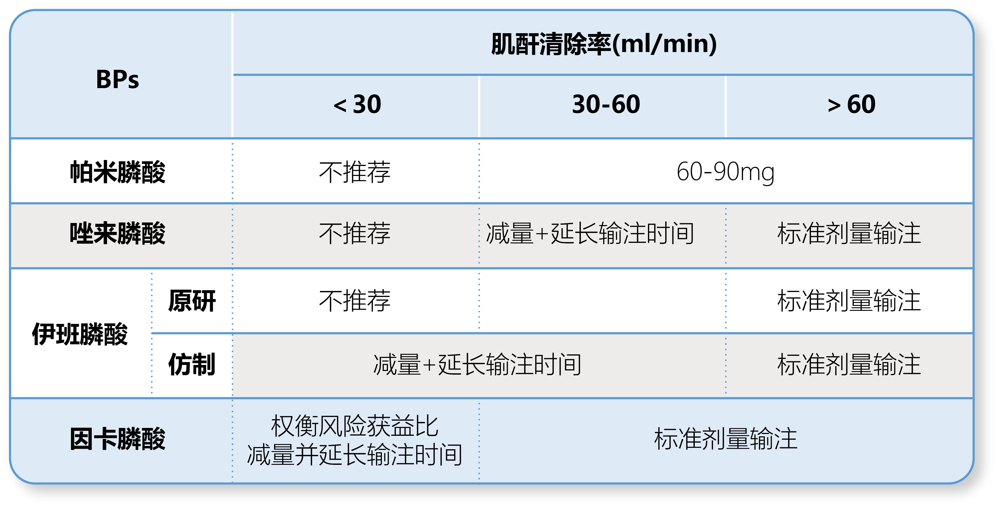 BPs
肌酐清除率(ml/min)
< 30
30-60
> 60
帕米膦酸
不推荐
60-90mg
唑来膦酸
不推荐
减量+延长输注时间
标准剂量输注
伊班膦酸
原研
不推荐
标准剂量输注
仿制
减量+延长输注时间
标准剂量输注
因卡膦酸
权衡风险获益比
减量并延长输注时间
标准剂量输注